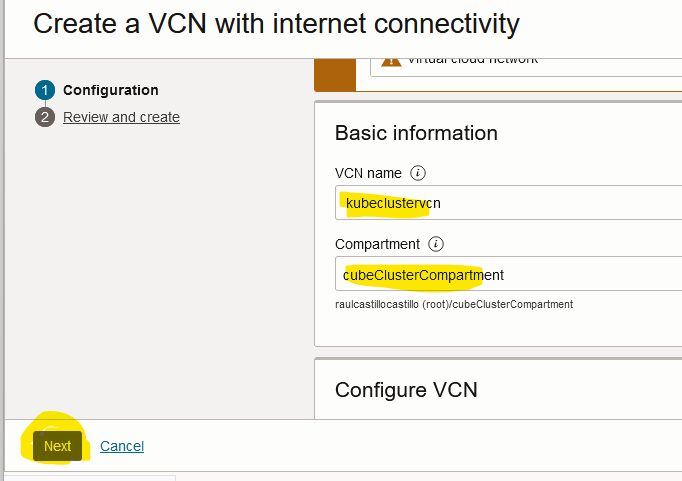 Create a VCN with internet connectivity
Virtual cloud network
1 Configuration
2 Review and create
Basic information
VCN name i
kubeclustervcn
Compartment i
cubeClusterCompartment
raulcastillocastillo (root)/cubeClusterCompartment
Configure VCN
Next Cancel